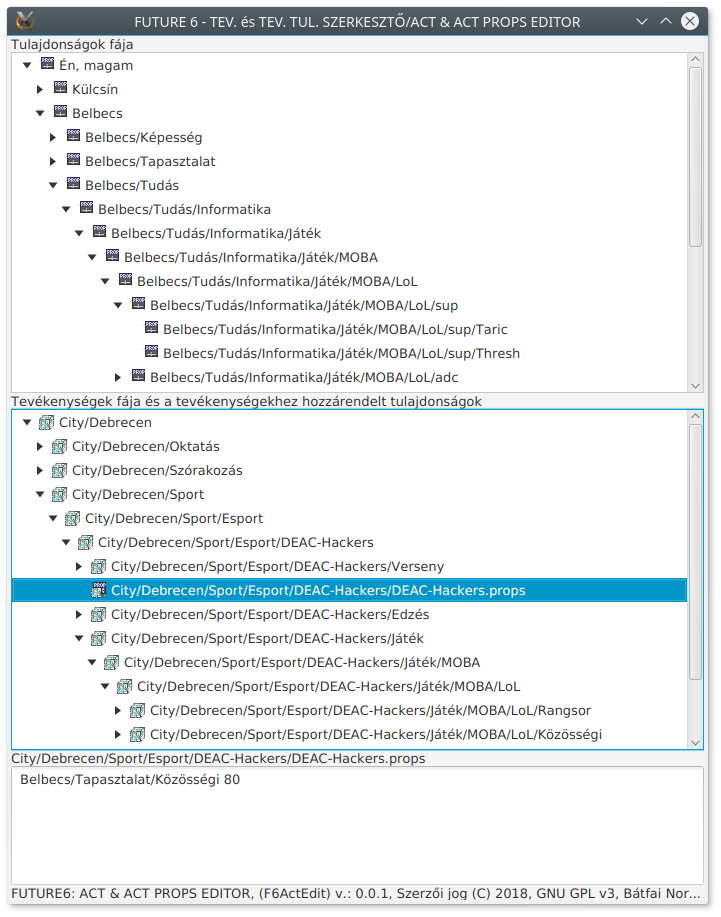 FUTURE 6 - TEV. és TEV. TUL. SZERKESZTŐ/ACT & ACT PROPS EDITOR
Tulajdonságok fája
Én, magam
Külcsín
Belbecs
Belbecs/Képesség
Belbecs/Tapasztalat
Belbecs/Tudás
Belbecs/Tudás/Informatika
Belbecs/Tudás/Informatika/Játék
Belbecs/Tudás/Informatika/Játék/MOBA
Belbecs/Tudás/Informatika/Játék/MOBA/LoL
Belbecs/Tudás/Informatika/Játék/MOBA/LoL/sup
Belbecs/Tudás/Informatika/Játék/MOBA/LoL/sup/Taric
Belbecs/Tudás/Informatika/Játék/MOBA/LoL/sup/Thresh
Belbecs/Tudás/Informatika/Játék/MOBA/LoL/adc
Tevékenységek fája és a tevékenységekhez hozzárendelt tulajdonságok
City/Debrecen
City/Debrecen/Oktatás
City/Debrecen/Szórakozás
City/Debrecen/Sport
City/Debrecen/Sport/Esport
City/Debrecen/Sport/Esport/DEAC-Hackers
City/Debrecen/Sport/Esport/DEAC-Hackers/Verseny
City/Debrecen/Sport/Esport/DEAC-Hackers/DEAC-Hackers.props
City/Debrecen/Sport/Esport/DEAC-Hackers/Edzés
City/Debrecen/Sport/Esport/DEAC-Hackers/Játék
City/Debrecen/Sport/Esport/DEAC-Hackers/Játék/MOBA
City/Debrecen/Sport/Esport/DEAC-Hackers/Játék/MOBA/LoL
City/Debrecen/Sport/Esport/DEAC-Hackers/Játék/MOBA/LoL/Rangsor
City/Debrecen/Sport/Esport/DEAC-Hackers/Játék/MOBA/LoL/Közösségi
City/Debrecen/Sport/Esport/DEAC-Hackers/DEAC-Hackers.props
Belbecs/Tapasztalat/Közösségi 80
FUTURE6: ACT & ACT PROPS EDITOR, (F6ActEdit) v.: 0.0.1, Szerzői jog (C) 2018, GNU GPL v3, Bátfai Nor...